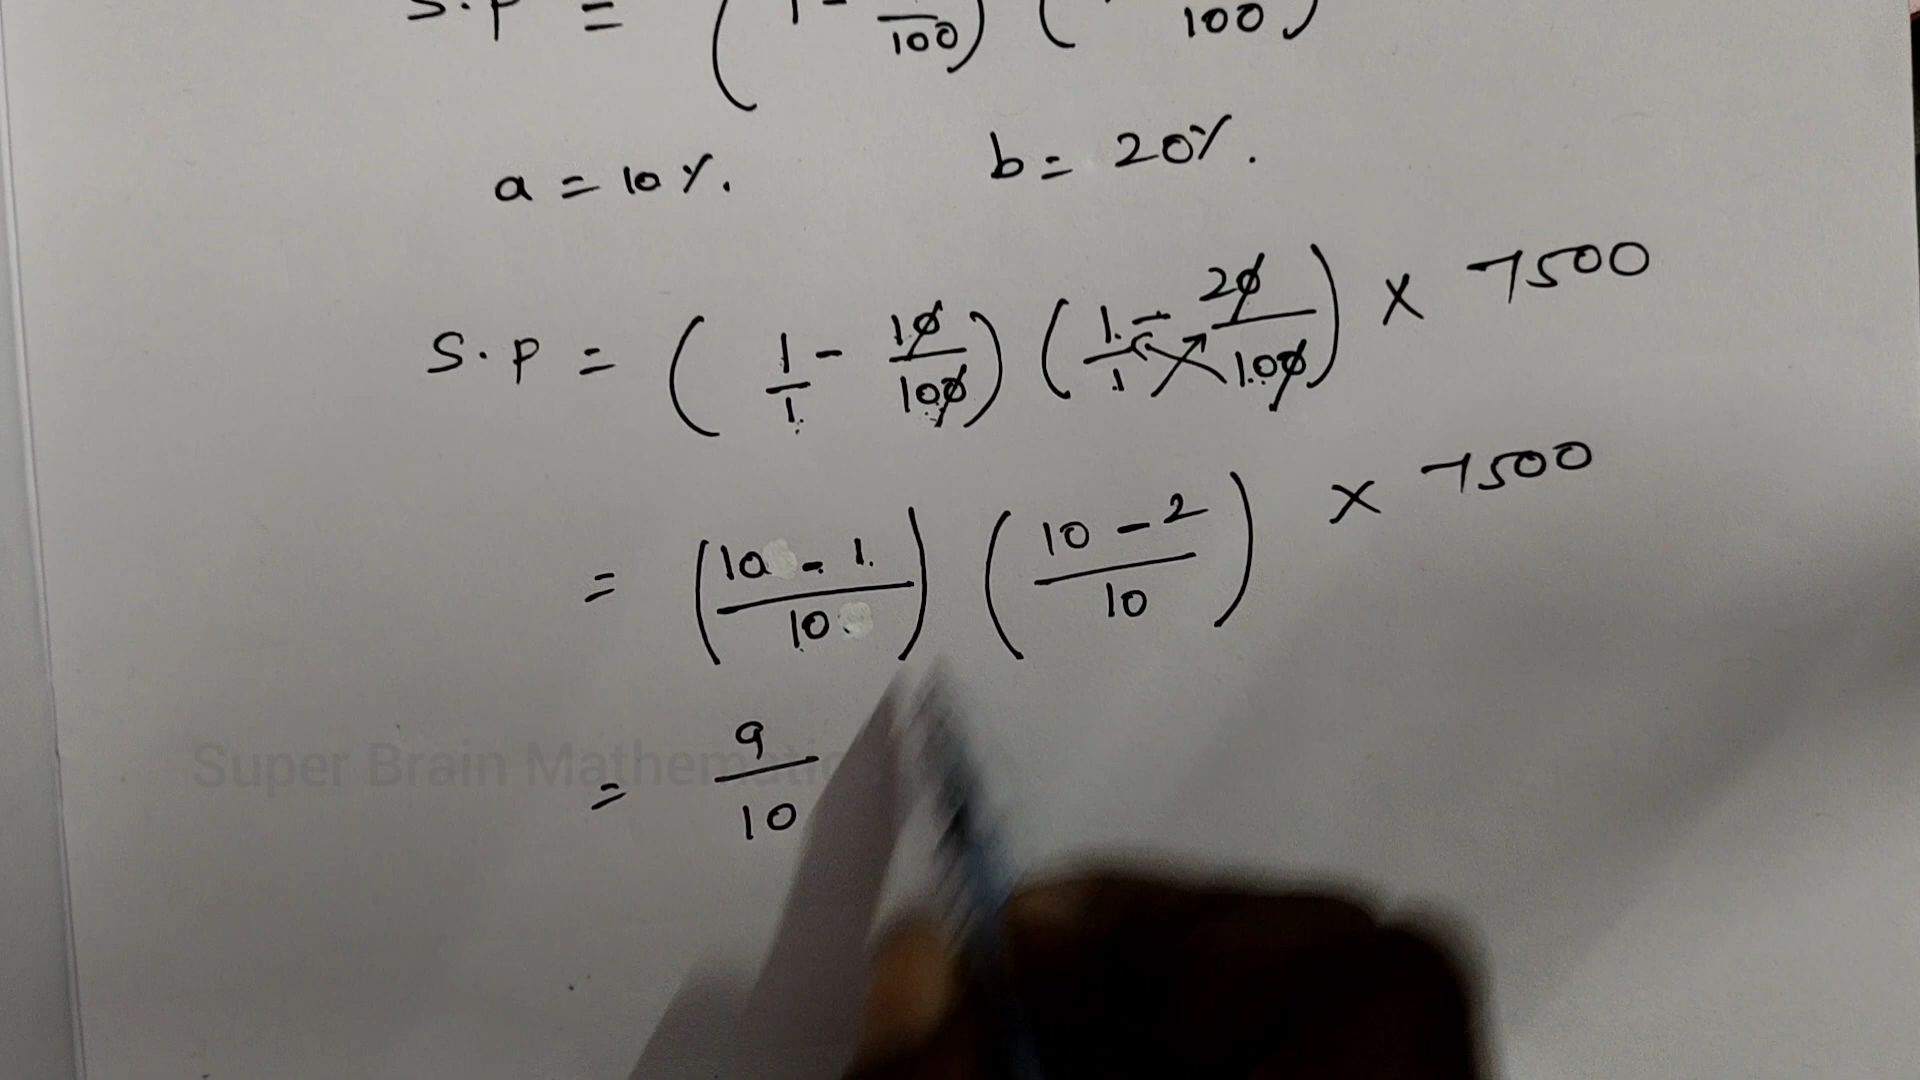 S.P = (1 - /100) ( 100)
a = 10%. b = 20%.
S.P = (1/1 - 10/100) (1/1 - 20/100) × 7500
= (10 - 1/10) (10 - 2/10) × 7500
= 9/10
Super Brain Mathemati